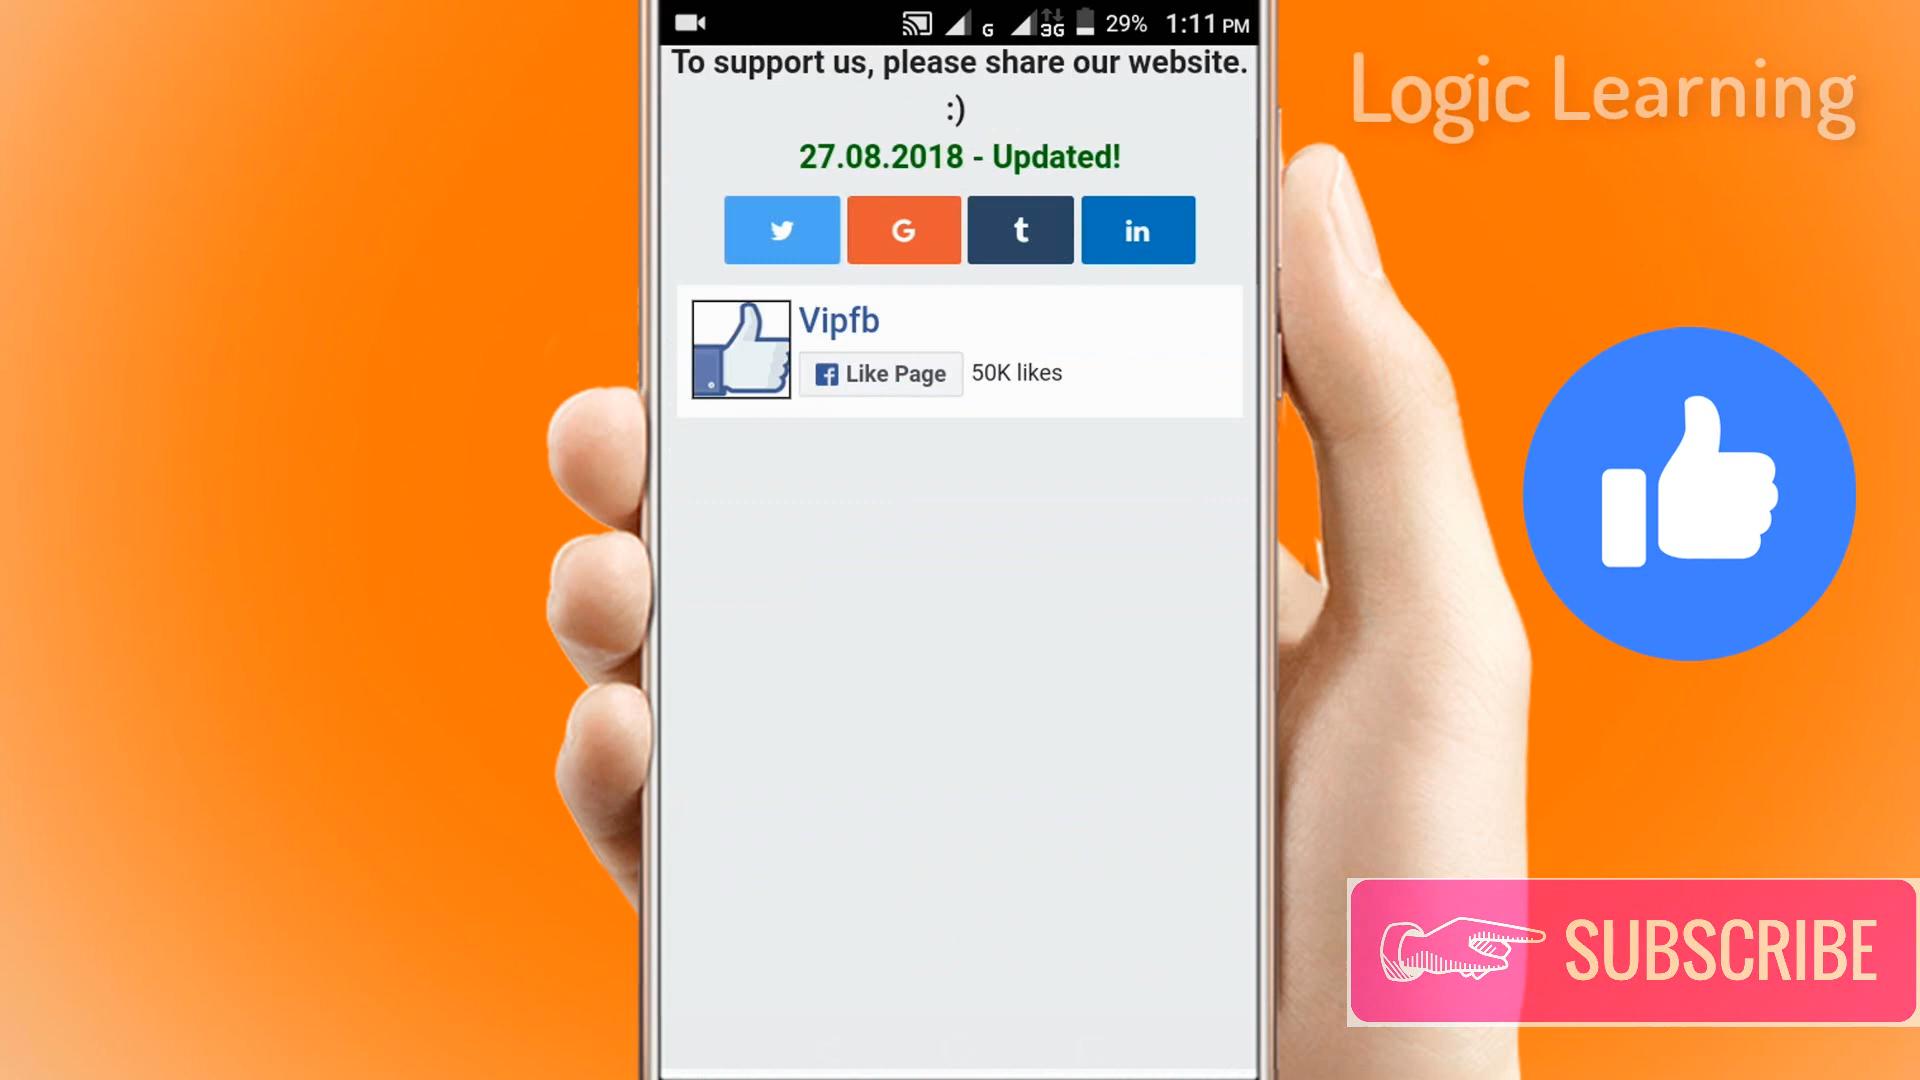 G 3G 29% 1:11 PM
To support us, please share our website.
:)
27.08.2018 - Updated!
G t in
Vipfb
Like Page 50K likes
Logic Learning
SUBSCRIBE